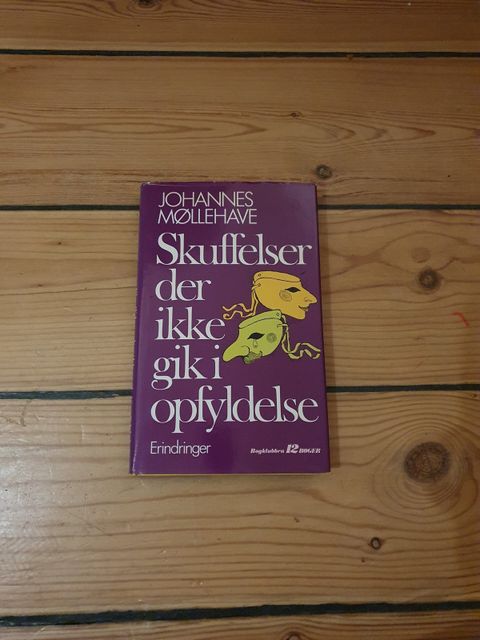 JOHANNES
MØLLEHAVE
Skuffelser
der
ikke
gik i
opfyldelse
Erindringer
Bogklubben 12 BØGER